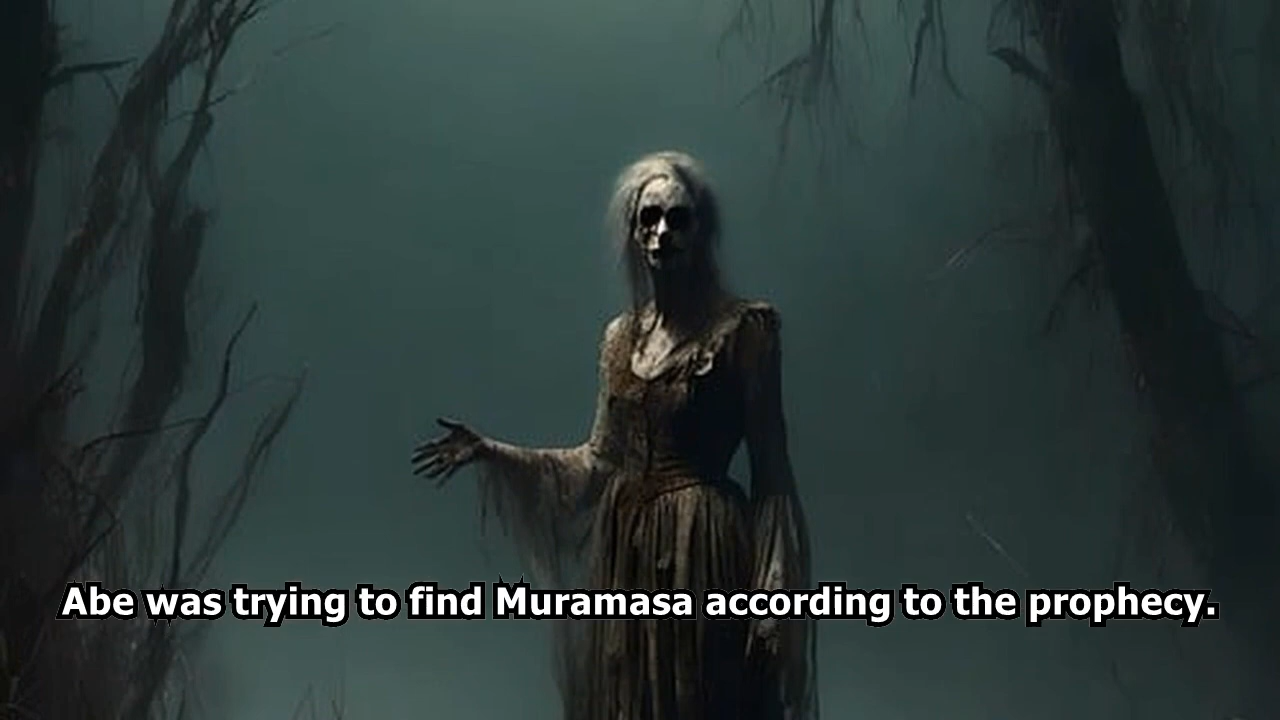 Abe was trying to find Muramasa according to the prophecy.